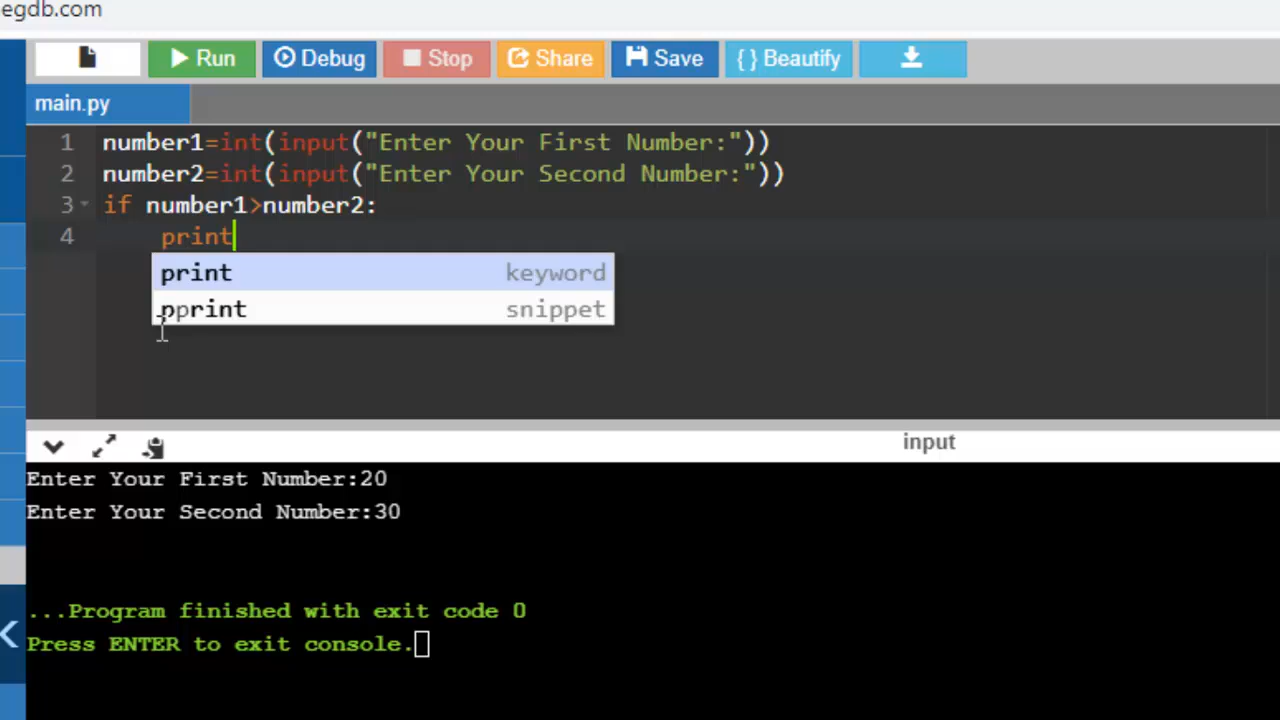 egdb.com
Run Debug Stop Share Save { } Beautify
main.py
1 number1=int(input("Enter Your First Number:"))
2 number2=int(input("Enter Your Second Number:"))
3 if number1>number2:
4 print
print keyword
pprint snippet
input
Enter Your First Number:20
Enter Your Second Number:30
...Program finished with exit code 0
Press ENTER to exit console.